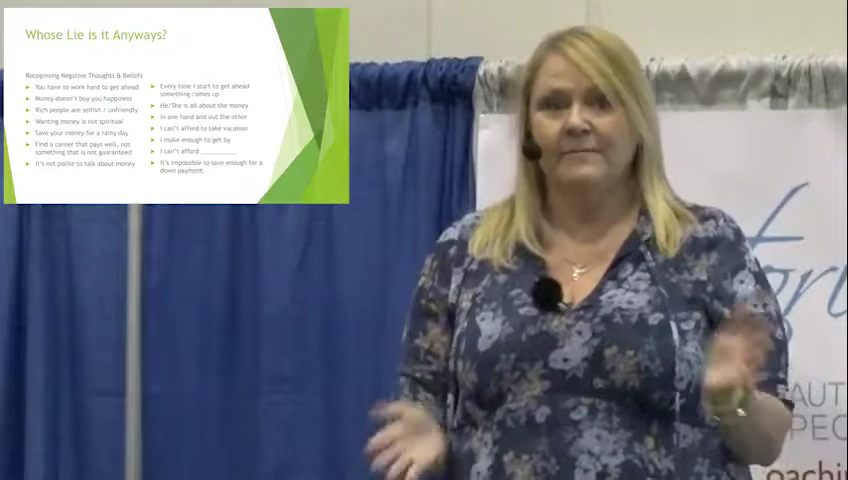 Whose Lie is it Anyways?
Recognising Negative Thoughts & Beliefs
You have to work hard to get ahead
Money doesn't buy you happiness
Rich people are selfish / unfriendly
Wanting money is not spiritual
Save your money for a rainy day
Find a career that pays well, not
something that is not guaranteed
It's not polite to talk about money
Every time I start to get ahead
something comes up
He/She is all about the money
In one hand and out the other
I can't afford to take vacation
I make enough to get by
I can't afford __________
It's impossible to save enough for a
down payment.